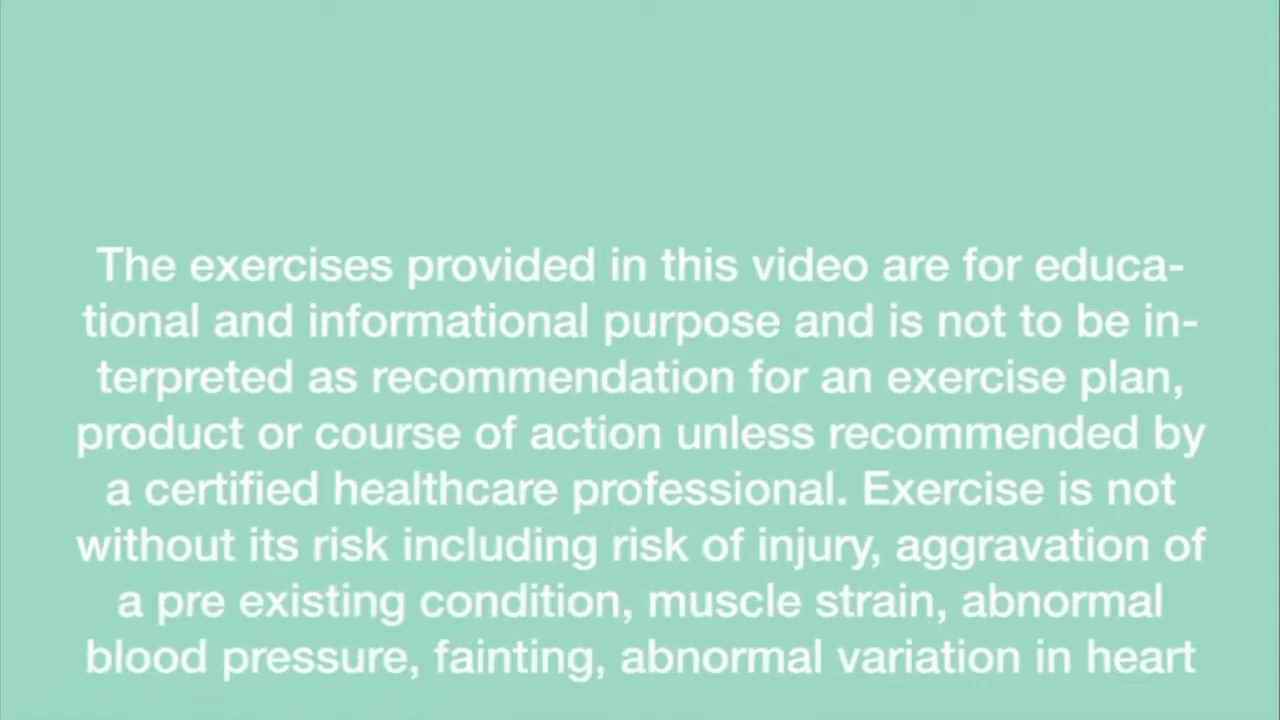 The exercises provided in this video are for educa-
tional and informational purpose and is not to be in-
terpreted as recommendation for an exercise plan,
product or course of action unless recommended by
a certified healthcare professional. Exercise is not
without its risk including risk of injury, aggravation of
a pre existing condition, muscle strain, abnormal
blood pressure, fainting, abnormal variation in heart